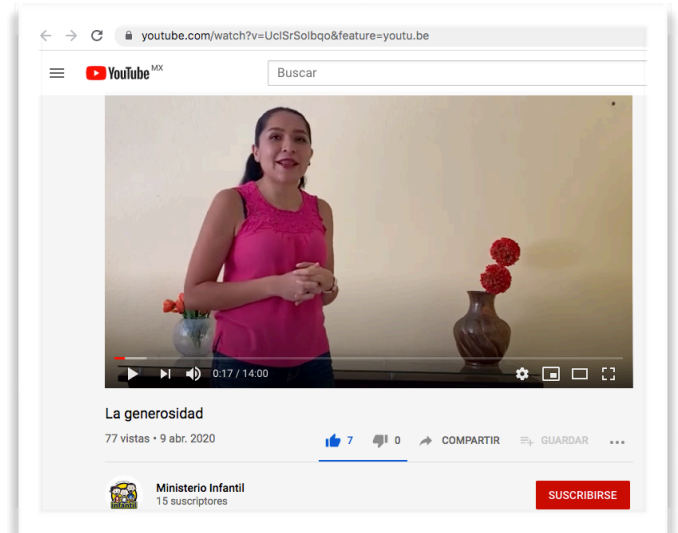 youtube.com/watch?v=UclSrSolbqo&feature=youtu.be
YouTube MX
Buscar
0:17 / 14:00
La generosidad
77 vistas • 9 abr. 2020
7 0 COMPARTIR GUARDAR
Ministerio Infantil
15 suscriptores
SUSCRIBIRSE
infantil